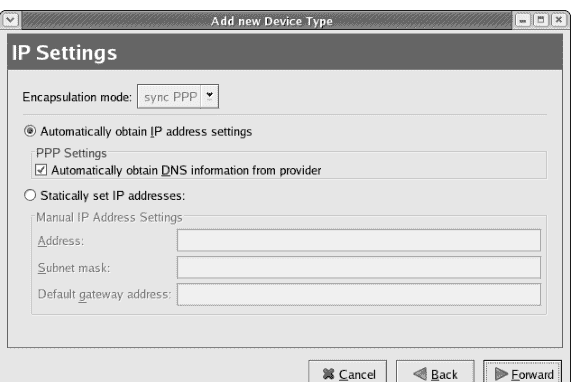 Add new Device Type
IP Settings
Encapsulation mode: sync PPP
Automatically obtain IP address settings
PPP Settings
Automatically obtain DNS information from provider
Statically set IP addresses:
Manual IP Address Settings
Address:
Subnet mask:
Default gateway address:
Cancel Back Forward